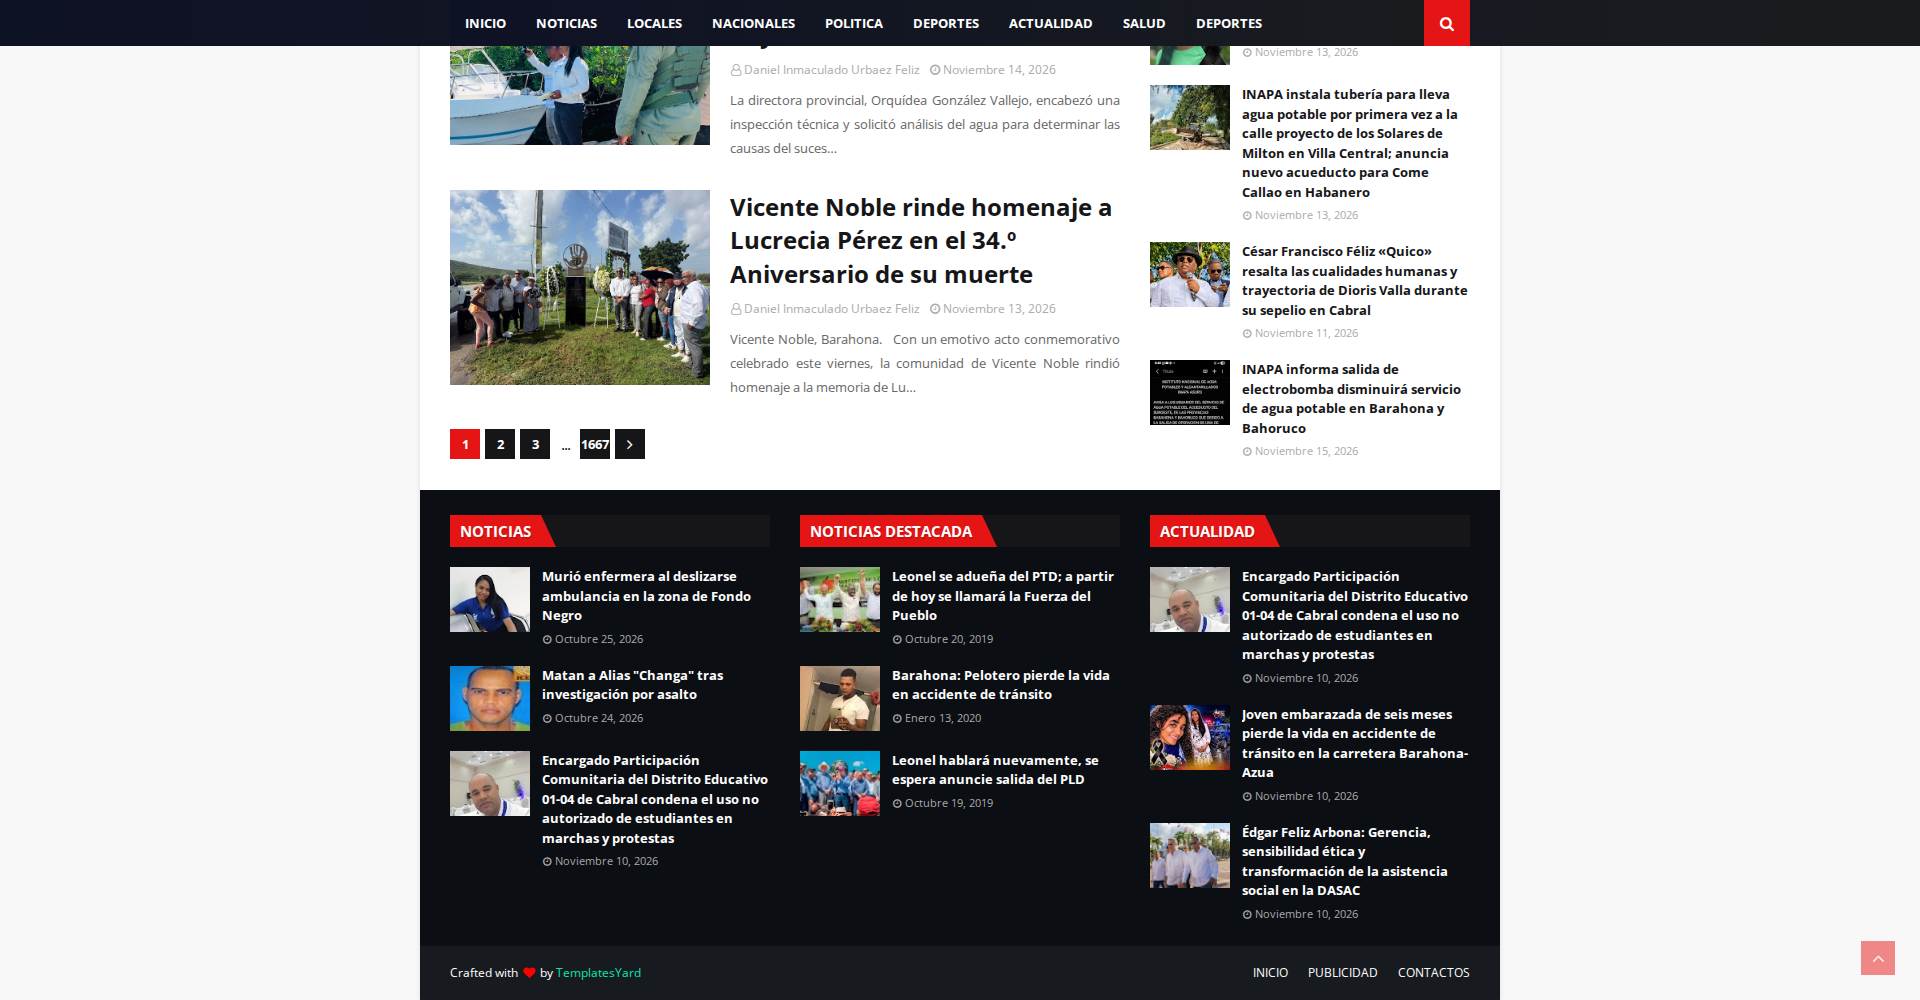 INICIO NOTICIAS LOCALES NACIONALES POLITICA DEPORTES ACTUALIDAD SALUD DEPORTES
Daniel Inmaculado Urbaez Feliz Noviembre 14, 2026
La directora provincial, Orquídea González Vallejo, encabezó una
inspección técnica y solicitó análisis del agua para determinar las
causas del suces...
Vicente Noble rinde homenaje a
Lucrecia Pérez en el 34.º
Aniversario de su muerte
Daniel Inmaculado Urbaez Feliz Noviembre 13, 2026
Vicente Noble, Barahona. Con un emotivo acto conmemorativo
celebrado este viernes, la comunidad de Vicente Noble rindió
homenaje a la memoria de Lu...
1 2 3 ... 1667
Noviembre 13, 2026
INAPA instala tubería para lleva
agua potable por primera vez a la
calle proyecto de los Solares de
Milton en Villa Central; anuncia
nuevo acueducto para Come
Callao en Habanero
Noviembre 13, 2026
César Francisco Féliz «Quico»
resalta las cualidades humanas y
trayectoria de Dioris Valla durante
su sepelio en Cabral
Noviembre 11, 2026
INAPA informa salida de
electrobomba disminuirá servicio
de agua potable en Barahona y
Bahoruco
Noviembre 15, 2026
NOTICIAS
Murió enfermera al deslizarse
ambulancia en la zona de Fondo
Negro
Octubre 25, 2026
Matan a Alias "Changa" tras
investigación por asalto
Octubre 24, 2026
Encargado Participación
Comunitaria del Distrito Educativo
01-04 de Cabral condena el uso no
autorizado de estudiantes en
marchas y protestas
Noviembre 10, 2026
NOTICIAS DESTACADA
Leonel se adueña del PTD; a partir
de hoy se llamará la Fuerza del
Pueblo
Octubre 20, 2019
Barahona: Pelotero pierde la vida
en accidente de tránsito
Enero 13, 2020
Leonel hablará nuevamente, se
espera anuncie salida del PLD
Octubre 19, 2019
ACTUALIDAD
Encargado Participación
Comunitaria del Distrito Educativo
01-04 de Cabral condena el uso no
autorizado de estudiantes en
marchas y protestas
Noviembre 10, 2026
Joven embarazada de seis meses
pierde la vida en accidente de
tránsito en la carretera Barahona-
Azua
Noviembre 10, 2026
Édgar Feliz Arbona: Gerencia,
sensibilidad ética y
transformación de la asistencia
social en la DASAC
Noviembre 10, 2026
Crafted with by TemplatesYard
INICIO PUBLICIDAD CONTACTOS